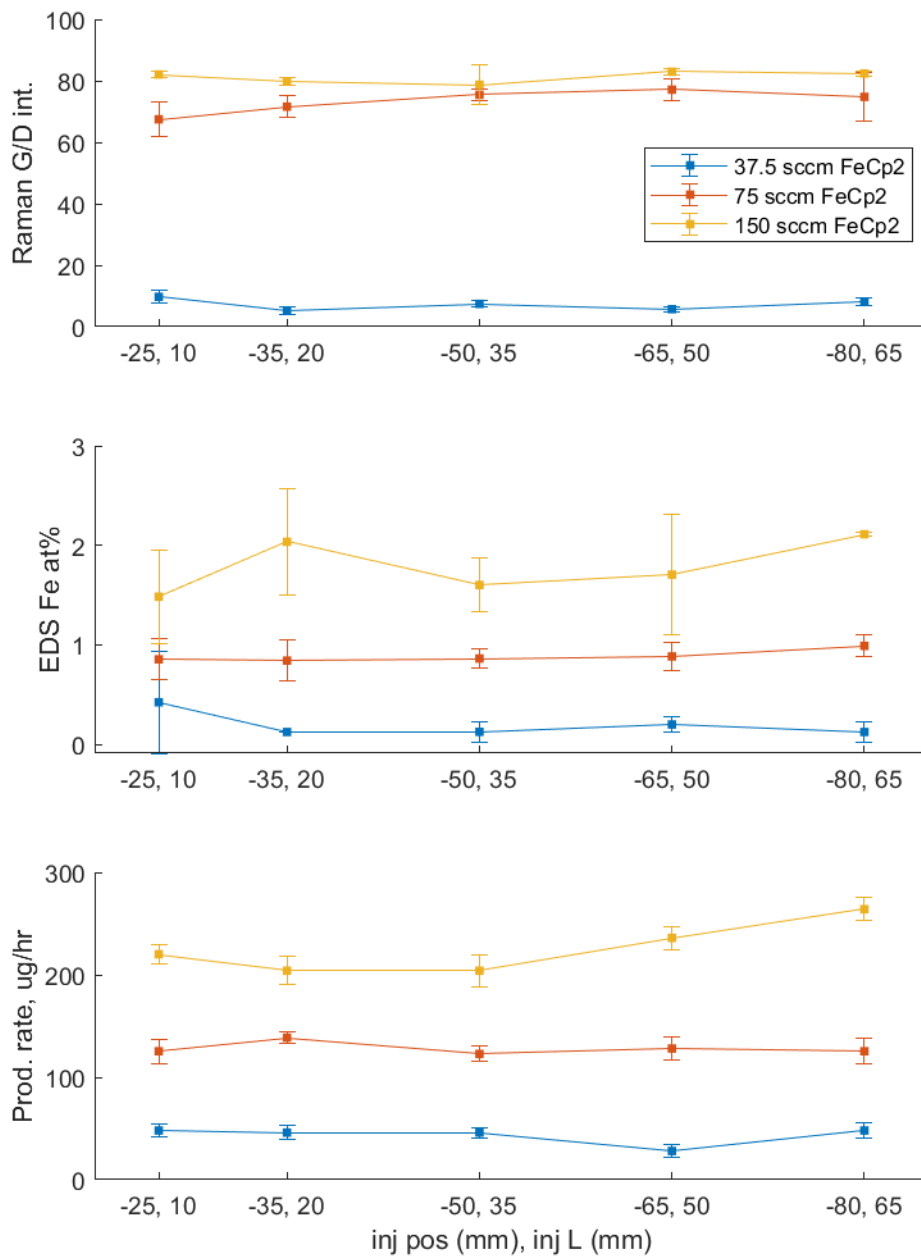 100
80
60
40
20
0
Raman G/D int.
37.5 sccm FeCp2
75 sccm FeCp2
150 sccm FeCp2
-25, 10 -35, 20 -50, 35 -65, 50 -80, 65
3
2
1
0
EDS Fe at%
-25, 10 -35, 20 -50, 35 -65, 50 -80, 65
300
200
100
0
Prod. rate, ug/hr
-25, 10 -35, 20 -50, 35 -65, 50 -80, 65
inj pos (mm), inj L (mm)